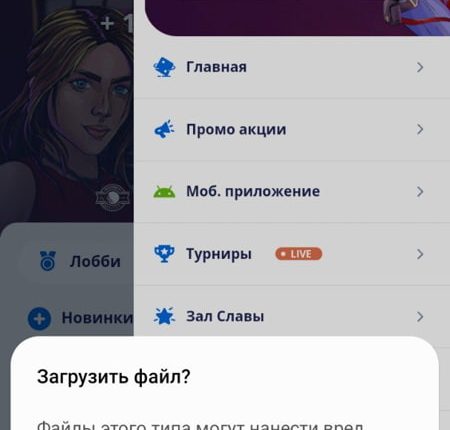 + 1
Главная
Промо акции
Моб. приложение
Турниры LIVE
Лобби
Зал Славы
Новинки
Загрузить файл?
Файлы этого типа могут нанести вред